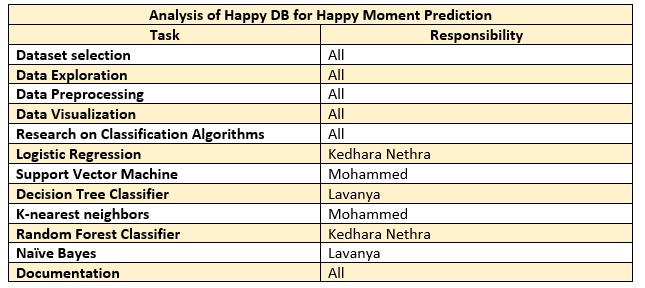 Analysis of Happy DB for Happy Moment Prediction
Task Responsibility
Dataset selection All
Data Exploration All
Data Preprocessing All
Data Visualization All
Research on Classification Algorithms All
Logistic Regression Kedhara Nethra
Support Vector Machine Mohammed
Decision Tree Classifier Lavanya
K-nearest neighbors Mohammed
Random Forest Classifier Kedhara Nethra
Naïve Bayes Lavanya
Documentation All